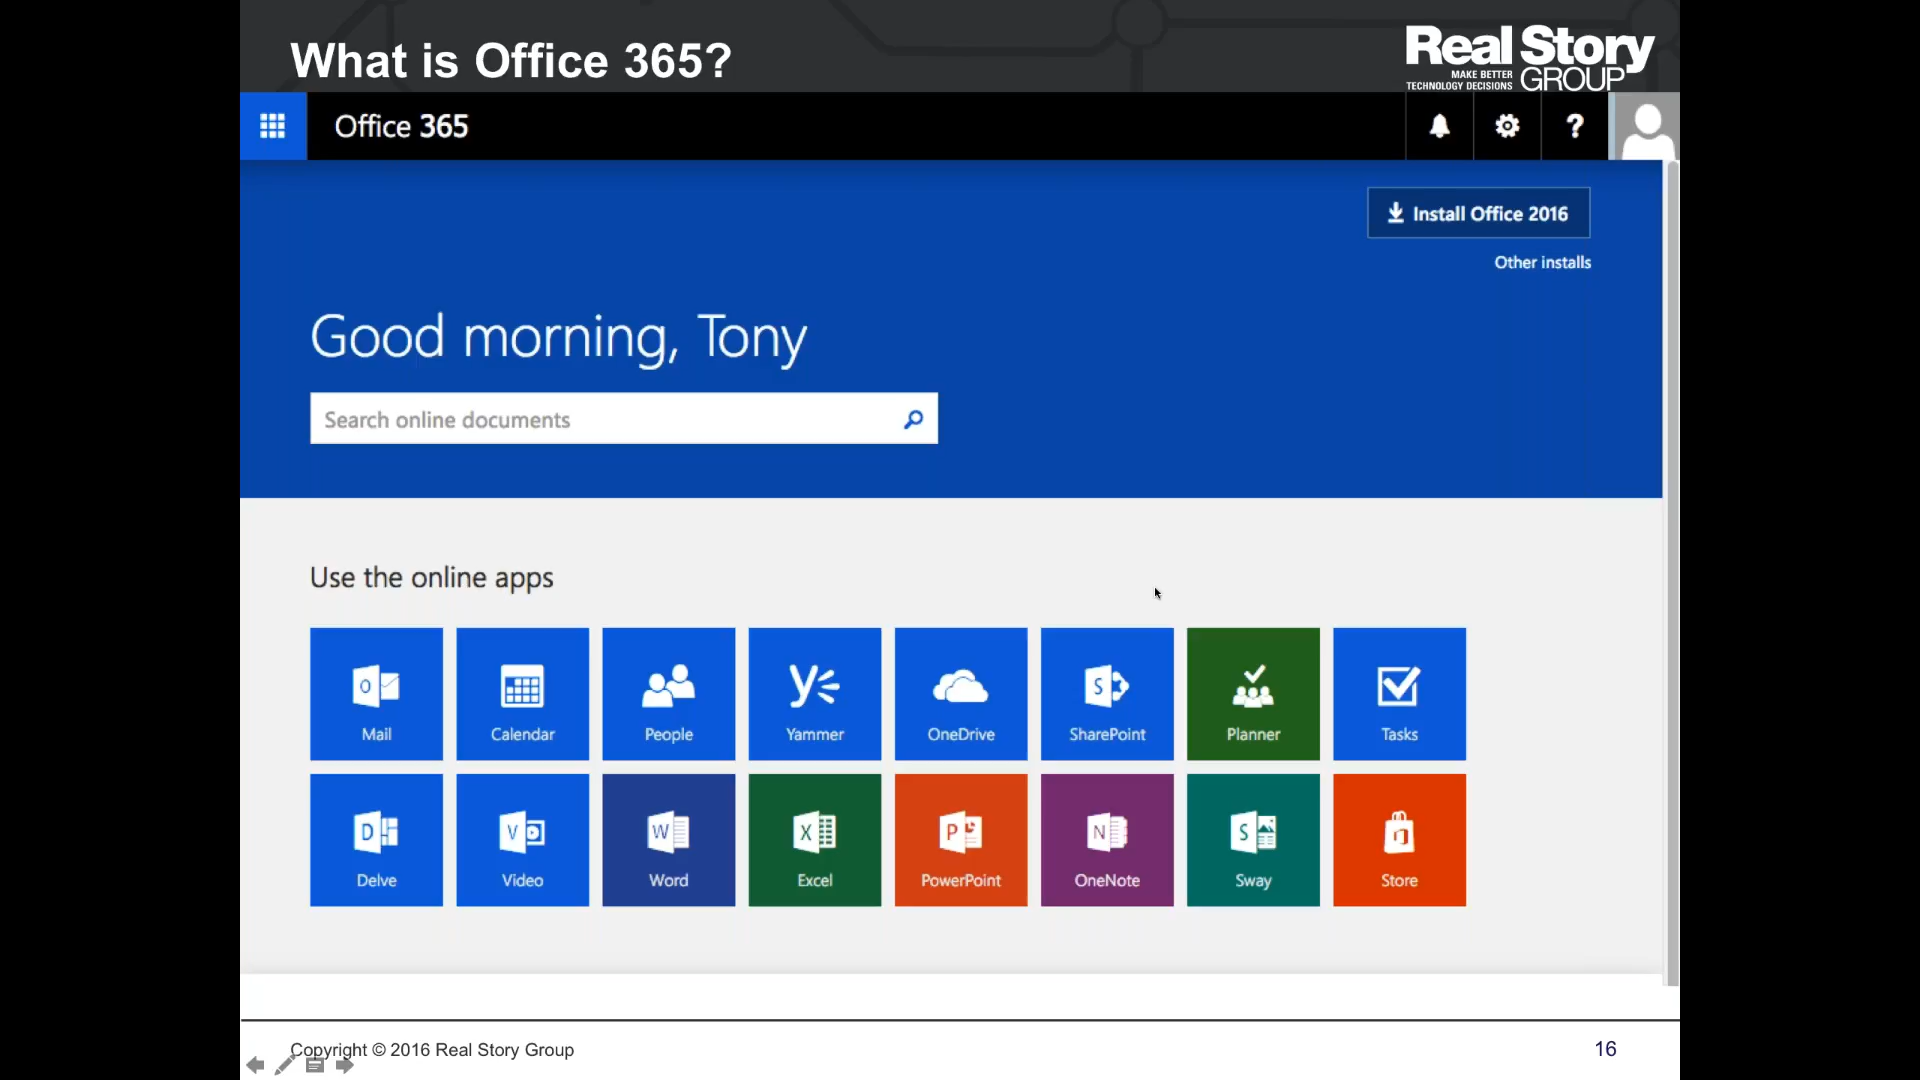 What is Office 365?
Real Story
MAKE BETTER
TECHNOLOGY DECISIONS
GROUP
Office 365
?
Install Office 2016
Other installs
Good morning, Tony
Search online documents
Use the online apps
Mail
Calendar
People
Yammer
OneDrive
SharePoint
Planner
Tasks
Delve
Video
Word
Excel
PowerPoint
OneNote
Sway
Store
Copyright © 2016 Real Story Group
16